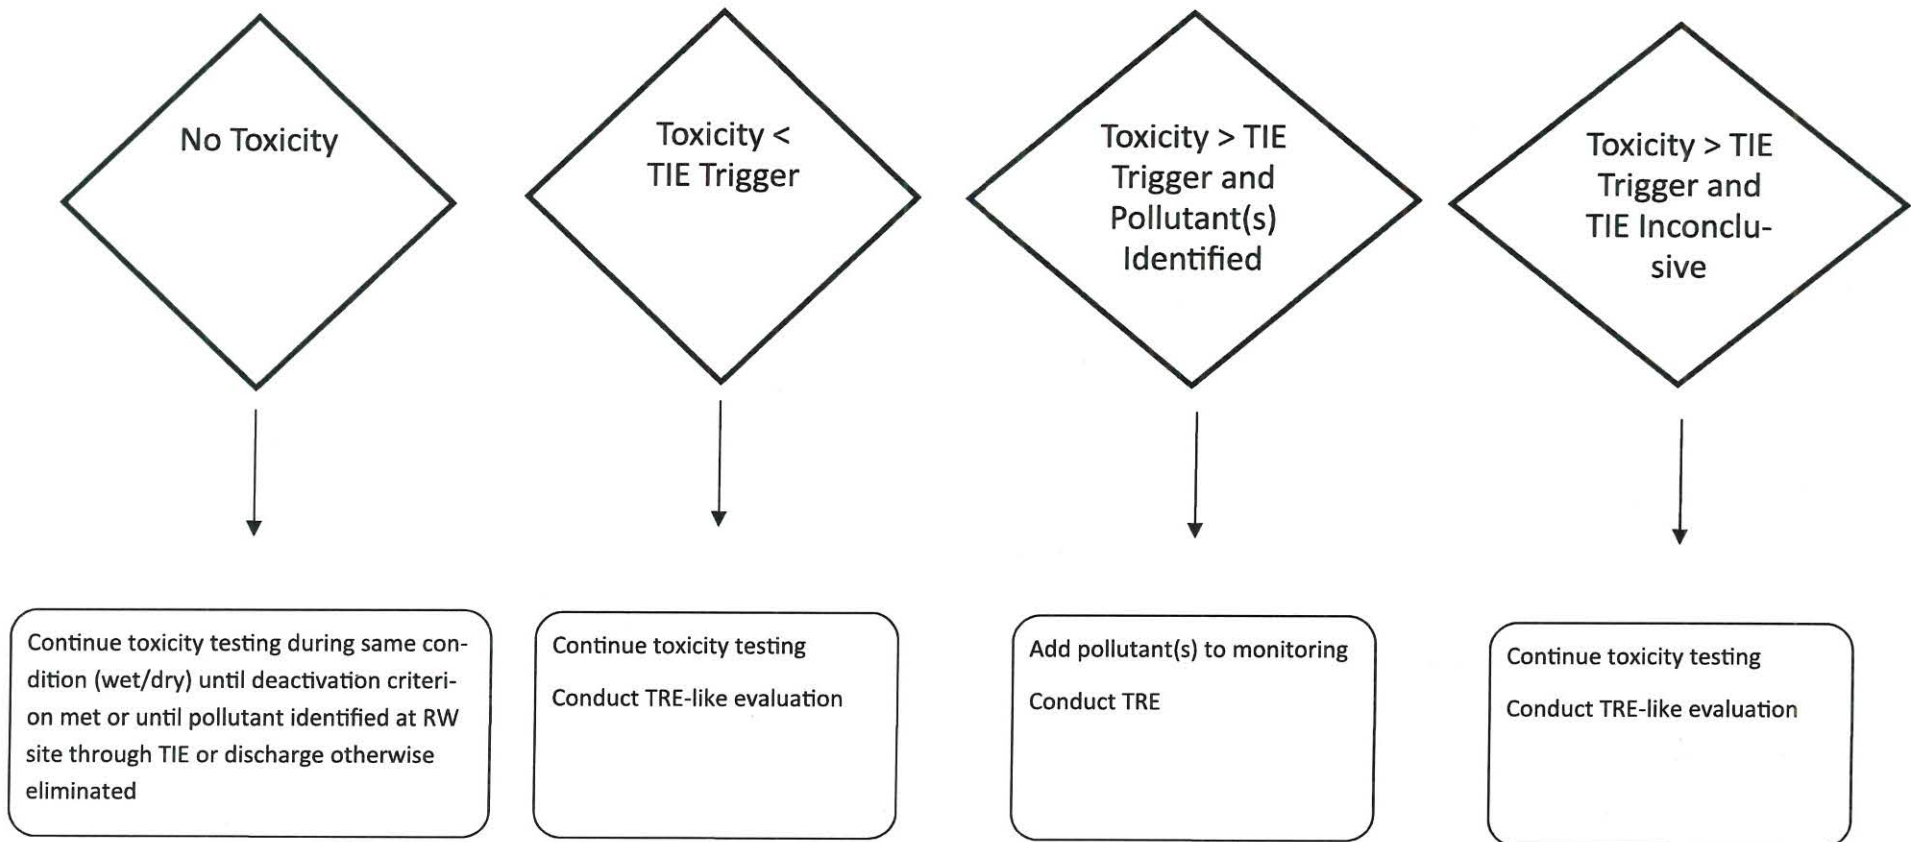 No Toxicity
Toxicity <
TIE Trigger
Toxicity > TIE
Trigger and
Pollutant(s)
Identified
Toxicity > TIE
Trigger and
TIE Inconclu-
sive
Continue toxicity testing during same con-
dition (wet/dry) until deactivation criteri-
on met or until pollutant identified at RW
site through TIE or discharge otherwise
eliminated
Continue toxicity testing
Conduct TRE-like evaluation
Add pollutant(s) to monitoring
Conduct TRE
Continue toxicity testing
Conduct TRE-like evaluation